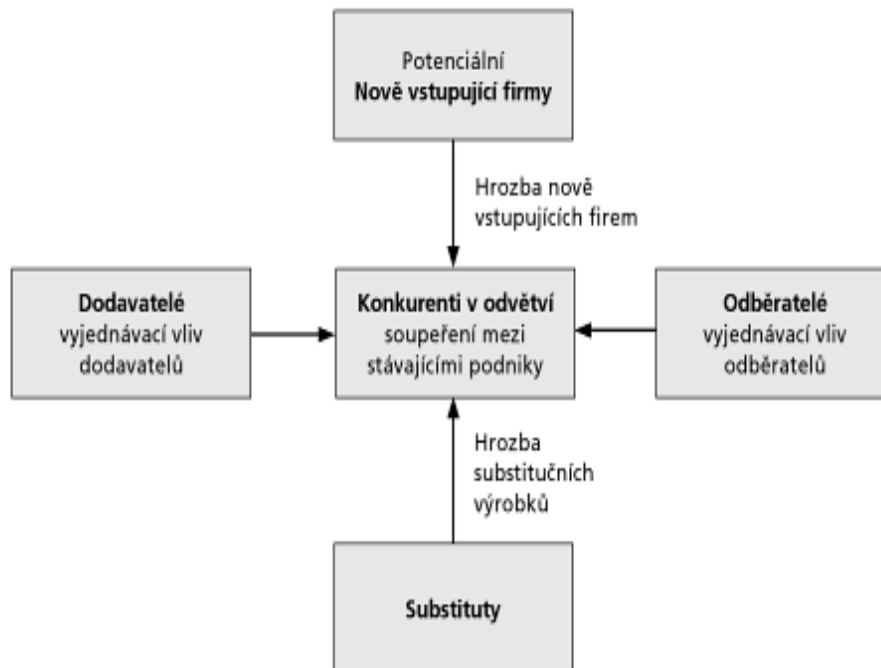 Potenciální
Nově vstupující firmy
Hrozba nově
vstupujících firem
Dodavatelé
vyjednávací vliv
dodavatelů
Konkurenti v odvětví
soupeření mezi
stávajícími podniky
Odběratelé
vyjednávací vliv
odběratelů
Hrozba
substitučních
výrobků
Substituty